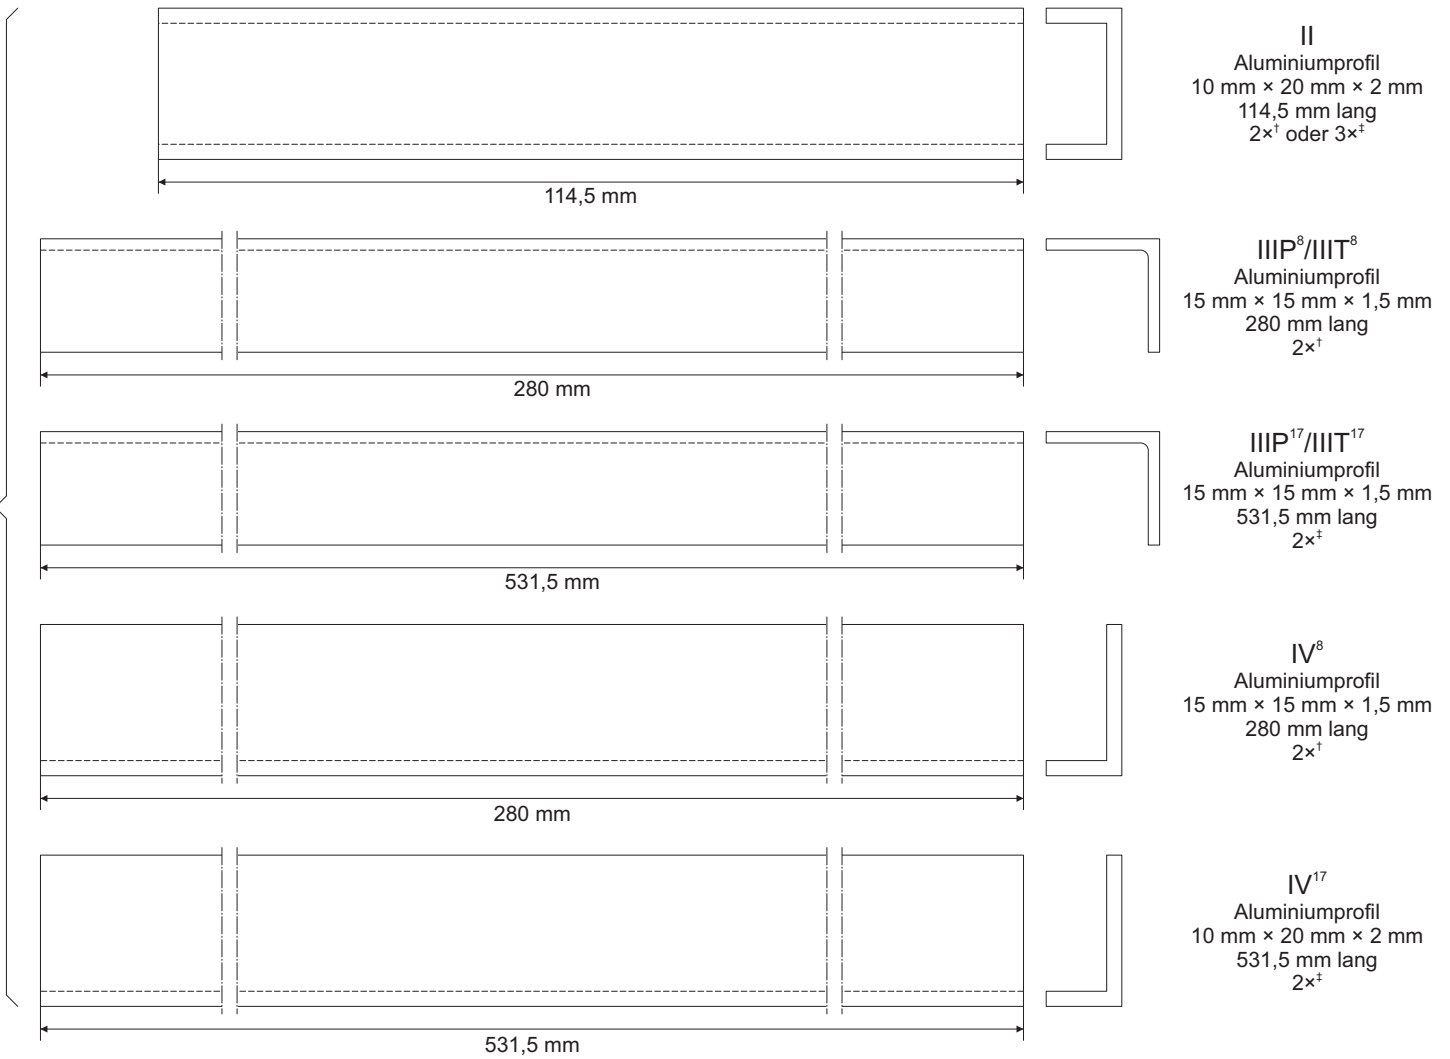 II
Aluminiumprofil
10 mm × 20 mm × 2 mm
114,5 mm lang
2×† oder 3×‡
114,5 mm
IIIP⁸/IIIT⁸
Aluminiumprofil
15 mm × 15 mm × 1,5 mm
280 mm lang
2×†
280 mm
IIIP¹⁷/IIIT¹⁷
Aluminiumprofil
15 mm × 15 mm × 1,5 mm
531,5 mm lang
2×‡
531,5 mm
IV⁸
Aluminiumprofil
15 mm × 15 mm × 1,5 mm
280 mm lang
2×†
280 mm
IV¹⁷
Aluminiumprofil
10 mm × 20 mm × 2 mm
531,5 mm lang
2×‡
531,5 mm